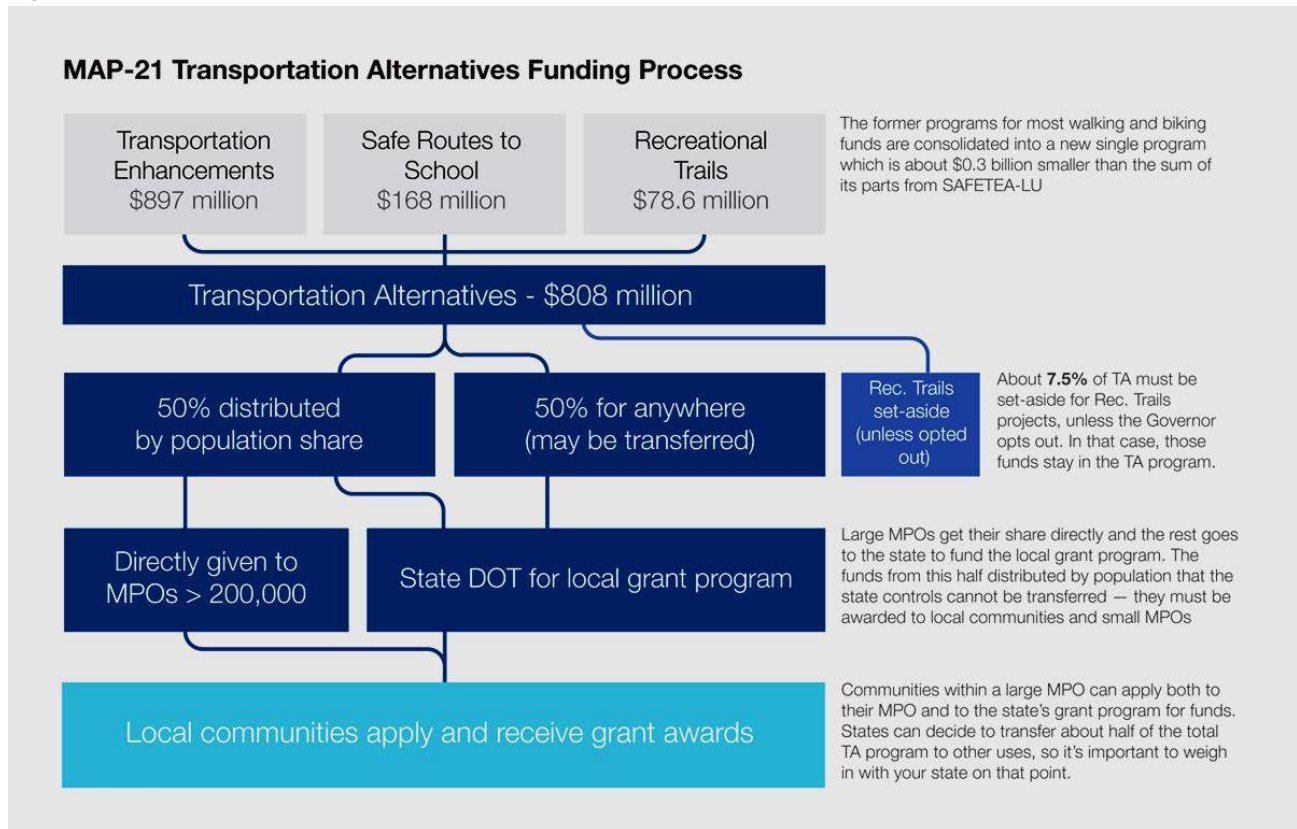 MAP-21 Transportation Alternatives Funding Process
Transportation
Enhancements
$897 million
Safe Routes to
School
$168 million
Recreational
Trails
$78.6 million
The former programs for most walking and biking
funds are consolidated into a new single program
which is about $0.3 billion smaller than the sum of
its parts from SAFETEA-LU
Transportation Alternatives - $808 million
50% distributed
by population share
50% for anywhere
(may be transferred)
Rec. Trails
set-aside
(unless opted
out)
About 7.5% of TA must be
set-aside for Rec. Trails
projects, unless the Governor
opts out. In that case, those
funds stay in the TA program.
Directly given to
MPOs > 200,000
State DOT for local grant program
Large MPOs get their share directly and the rest goes
to the state to fund the local grant program. The
funds from this half distributed by population that the
state controls cannot be transferred — they must be
awarded to local communities and small MPOs
Local communities apply and receive grant awards
Communities within a large MPO can apply both to
their MPO and to the state's grant program for funds.
States can decide to transfer about half of the total
TA program to other uses, so it's important to weigh
in with your state on that point.